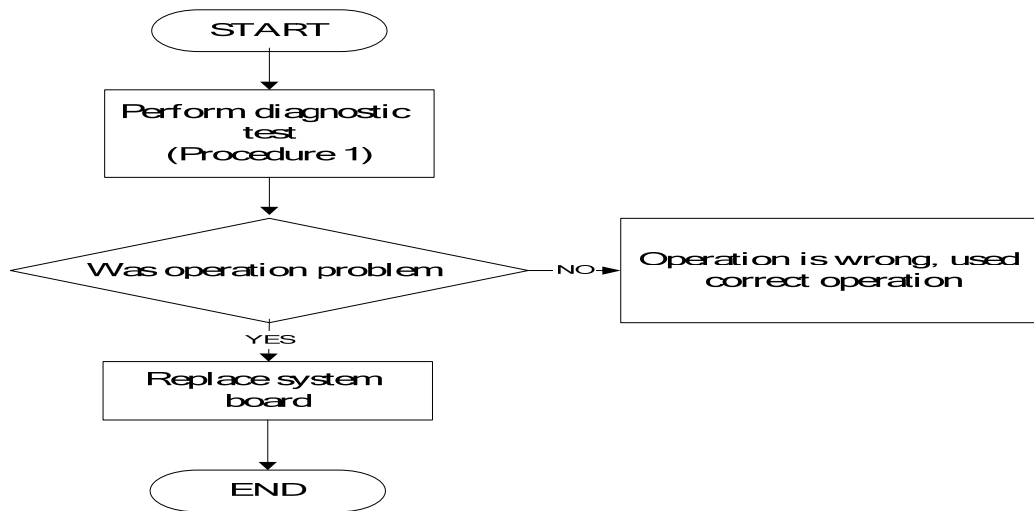 START
Perform diagnostic
test
(Procedure 1)
Was operation problem
NO
Operation is wrong, used
correct operation
YES
Replace system
board
END